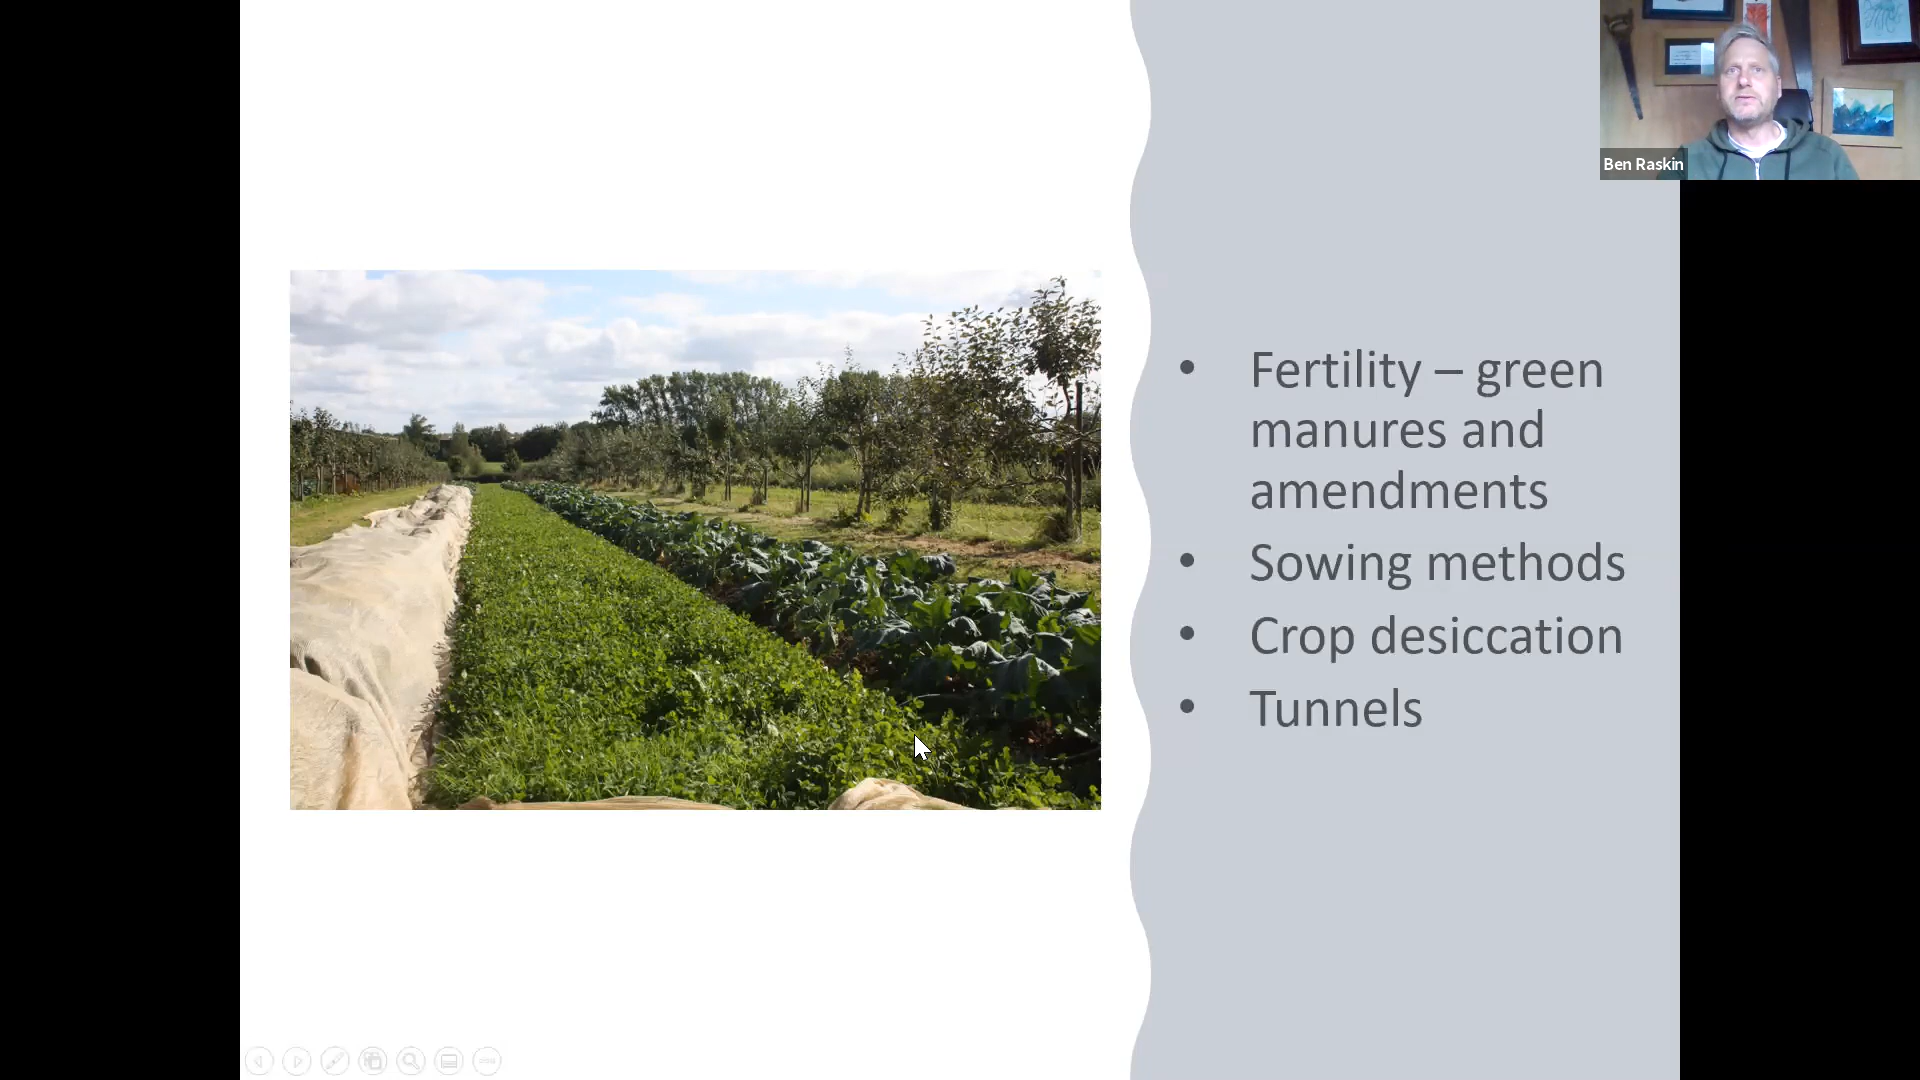 Ben Raskin
• Fertility – green
manures and
amendments
• Sowing methods
• Crop desiccation
• Tunnels